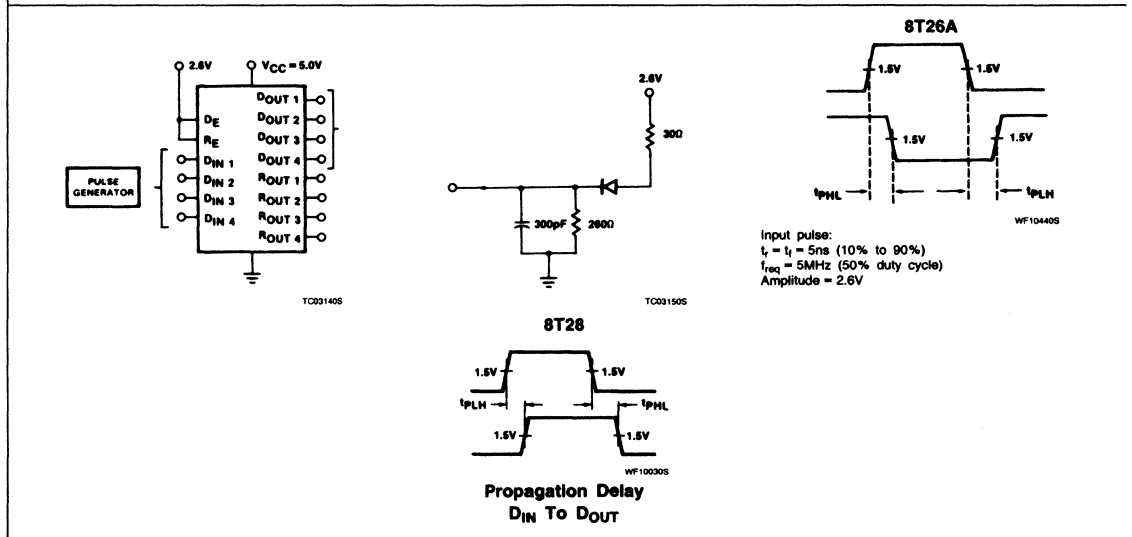 2.6V
VCC = 5.0V
DE
RE
DIN 1
DIN 2
DIN 3
DIN 4
DOUT 1
DOUT 2
DOUT 3
DOUT 4
ROUT 1
ROUT 2
ROUT 3
ROUT 4
PULSE
GENERATOR
TC03140S
2.6V
30Ω
300pF
260Ω
TC03150S
8T26A
1.5V
1.5V
1.5V
1.5V
tPHL
tPLH
WF10440S
Input pulse:
tr = tf = 5ns (10% to 90%)
freq = 5MHz (50% duty cycle)
Amplitude = 2.6V
8T28
1.5V
1.5V
tPLH
tPHL
1.5V
1.5V
WF10030S
Propagation Delay
DIN To DOUT